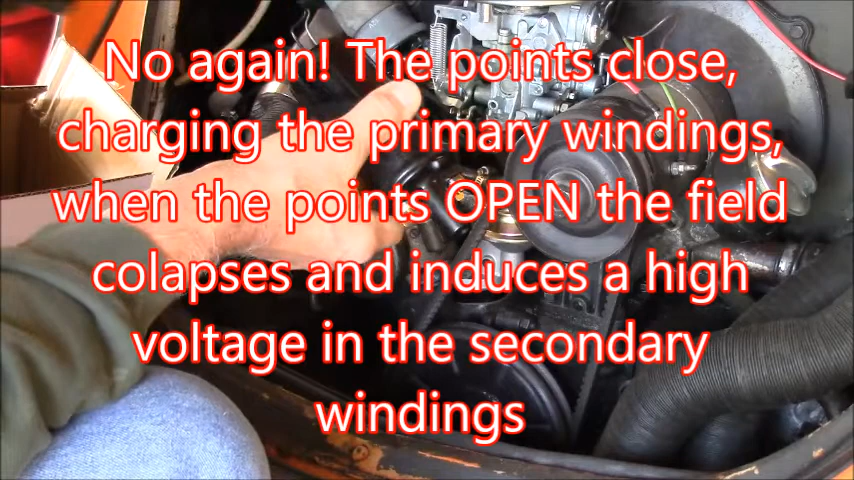 No again! The points close,
charging the primary windings,
when the points OPEN the field
colapses and induces a high
voltage in the secondary
windings